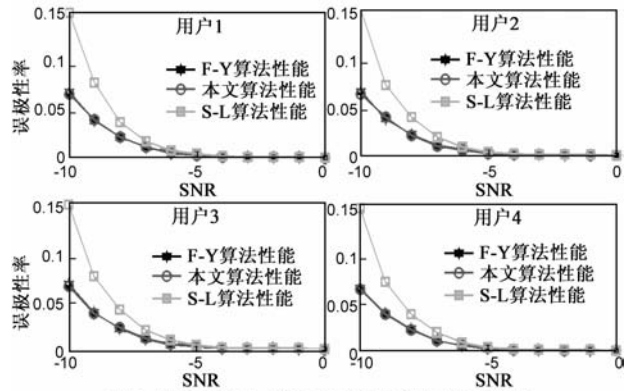 用户1
0.15
0.1
0.05
0
误极性率
F-Y算法性能
本文算法性能
S-L算法性能
-10
-5
0
SNR
用户2
0.15
0.1
0.05
0
F-Y算法性能
本文算法性能
S-L算法性能
-10
-5
0
SNR
用户3
0.15
0.1
0.05
0
误极性率
F-Y算法性能
本文算法性能
S-L算法性能
-10
-5
0
SNR
用户4
0.15
0.1
0.05
0
F-Y算法性能
本文算法性能
S-L算法性能
-10
-5
0
SNR